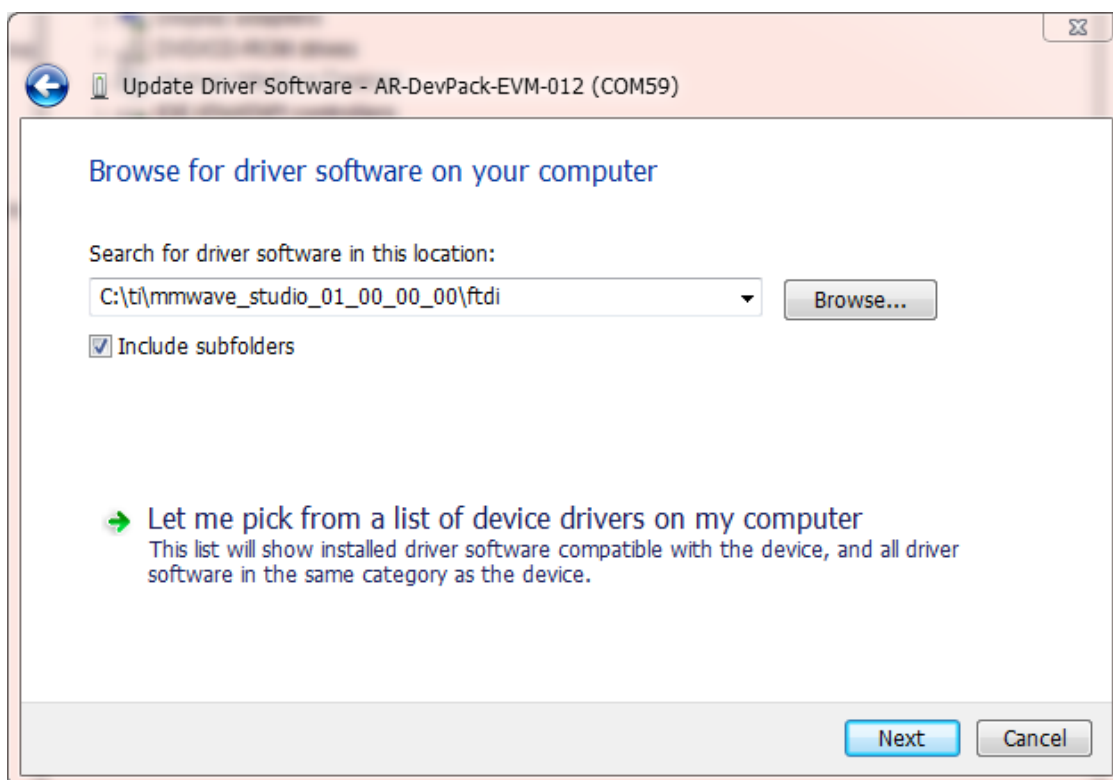 Update Driver Software - AR-DevPack-EVM-012 (COM59)
Browse for driver software on your computer
Search for driver software in this location:
C:\ti\mmwave_studio_01_00_00_00\ftdi
Browse...
Include subfolders
Let me pick from a list of device drivers on my computer
This list will show installed driver software compatible with the device, and all driver
software in the same category as the device.
Next
Cancel